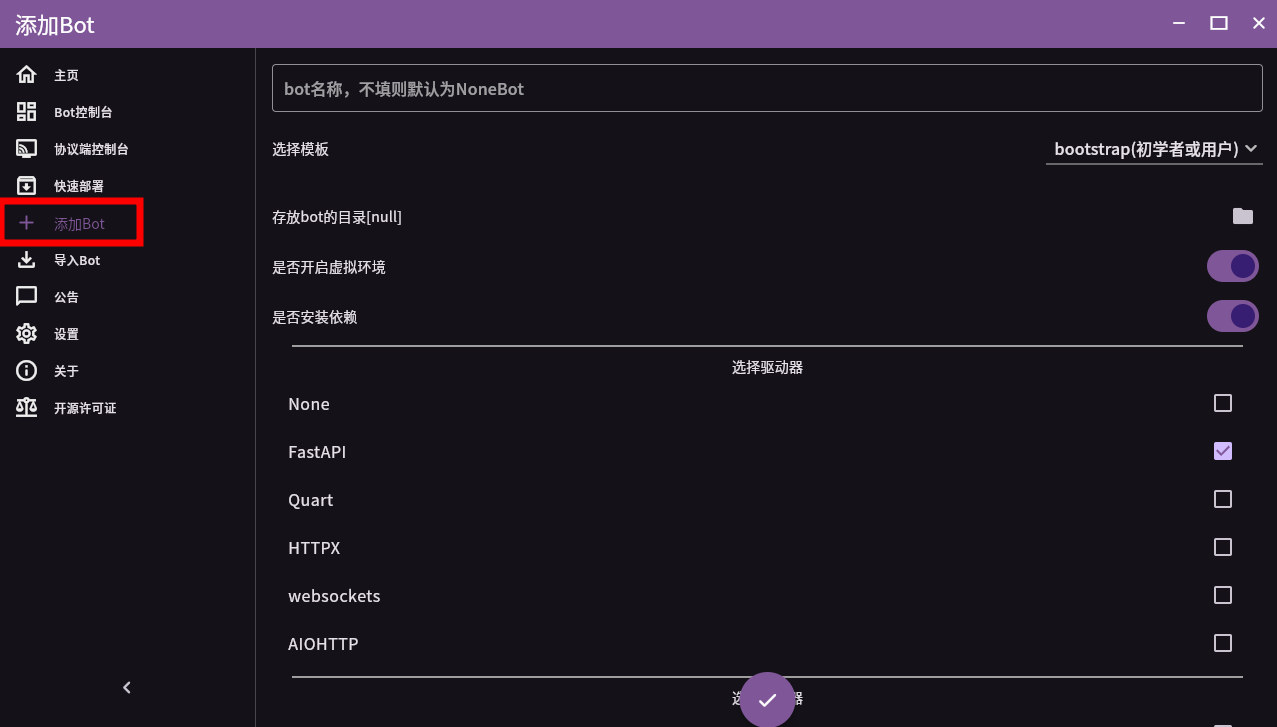 添加Bot
主页
Bot控制台
协议端控制台
快速部署
添加Bot
导入Bot
公告
设置
关于
开源许可证
bot名称，不填则默认为NoneBot
选择模板
bootstrap(初学者或用户)
存放bot的目录[null]
是否开启虚拟环境
是否安装依赖
选择驱动器
None
FastAPI
Quart
HTTPX
websockets
AIOHTTP